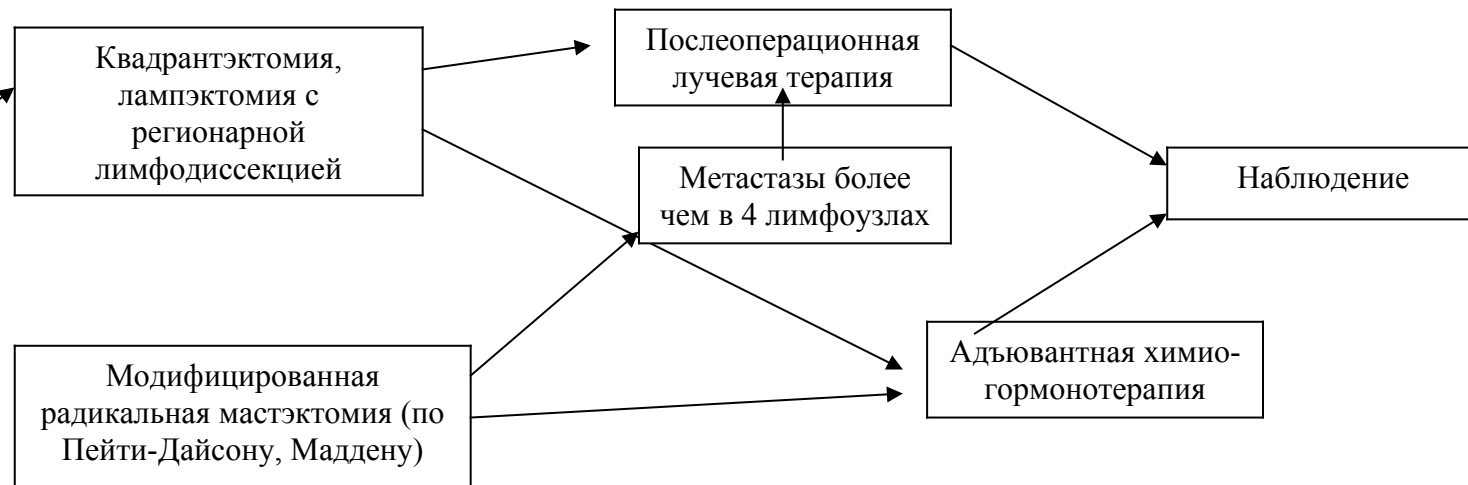 Квадрантэктомия,
лампэктомия с
регионарной
лимфодиссекцией
Послеоперационная
лучевая терапия
Метастазы более
чем в 4 лимфоузлах
Наблюдение
Модифицированная
радикальная мастэктомия (по
Пейти-Дайсону, Маддену)
Адъювантная химио-
гормонотерапия